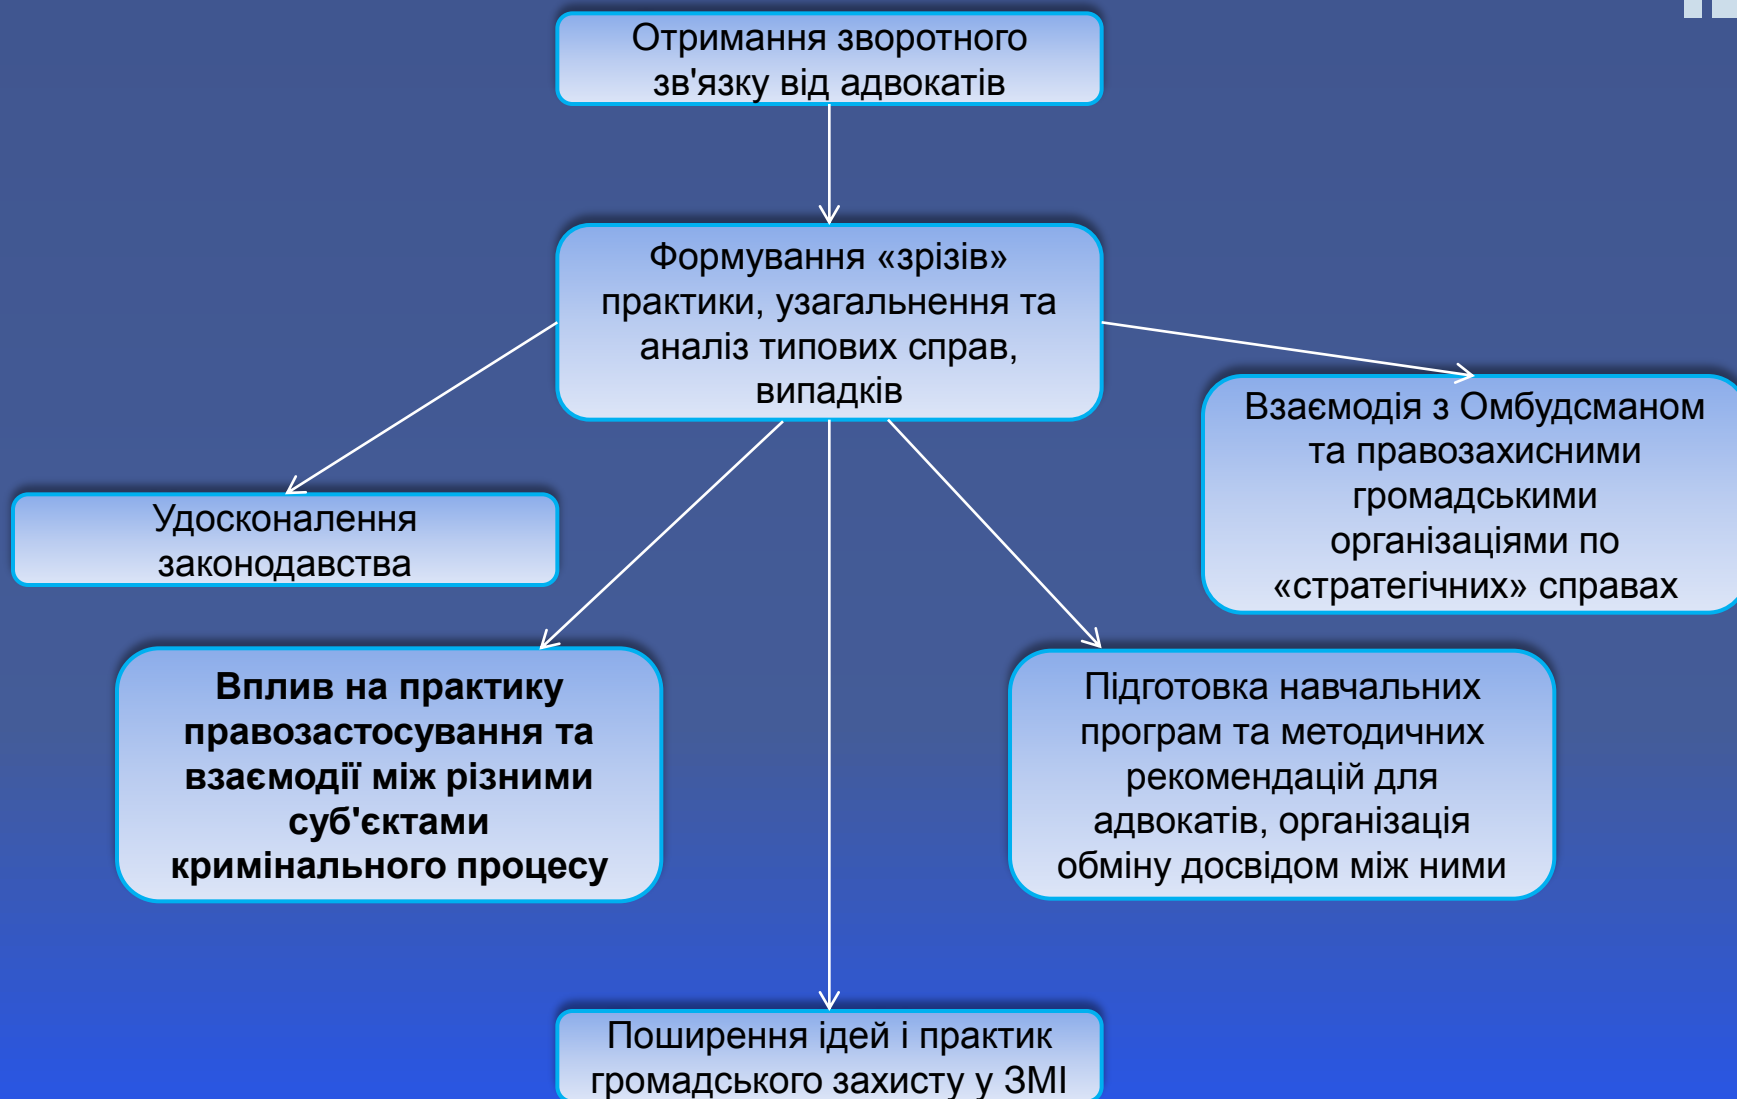 Отримання зворотного
зв'язку від адвокатів
Формування «зрізів»
практики, узагальнення та
аналіз типових справ,
випадків
Взаємодія з Омбудсманом
та правозахисними
громадськими
організаціями по
«стратегічних» справах
Удосконалення
законодавства
Вплив на практику
правозастосування та
взаємодії між різними
суб'єктами
кримінального процесу
Підготовка навчальних
програм та методичних
рекомендацій для
адвокатів, організація
обміну досвідом між ними
Поширення ідей і практик
громадського захисту у ЗМІ